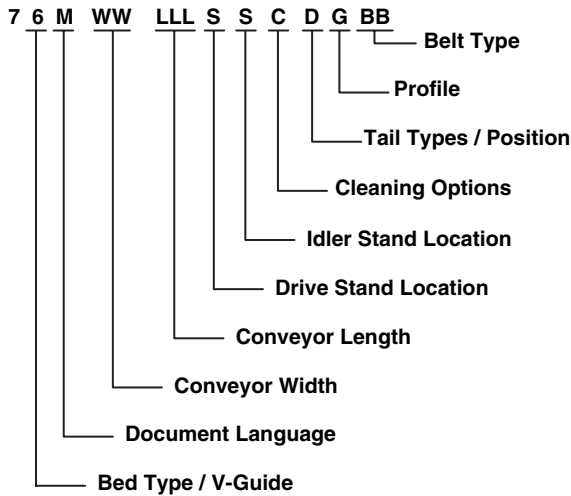 7 6 M WW LLL S S C D G BB
Belt Type
Profile
Tail Types / Position
Cleaning Options
Idler Stand Location
Drive Stand Location
Conveyor Length
Conveyor Width
Document Language
Bed Type / V-Guide